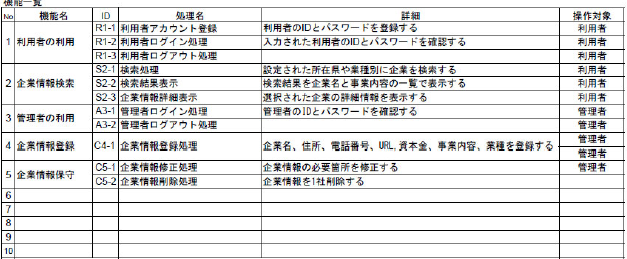 機能一覧
No 機能名 ID 処理名 詳細 操作対象
1 利用者の利用 R1-1 利用者アカウント登録 利用者のIDとパスワードを登録する 利用者
R1-2 利用者ログイン処理 入力された利用者のIDとパスワードを確認する 利用者
R1-3 利用者ログアウト処理 利用者
2 企業情報検索 S2-1 検索処理 設定された所在県や業種別に企業を検索する 利用者
S2-2 検索結果表示 検索結果を企業名と事業内容の一覧で表示する 利用者
S2-3 企業情報詳細表示 選択された企業の詳細情報を表示する 利用者
3 管理者の利用 A3-1 管理者ログイン処理 管理者のIDとパスワードを確認する 管理者
A3-2 管理者ログアウト処理 管理者
4 企業情報登録 C4-1 企業情報登録処理 企業名、住所、電話番号、URL,資本金、事業内容、業種を登録する 管理者
管理者
5 企業情報保守 C5-1 企業情報修正処理 企業情報の必要箇所を修正する 管理者
C5-2 企業情報削除処理 企業情報を1社削除する
6
7
8
9
10